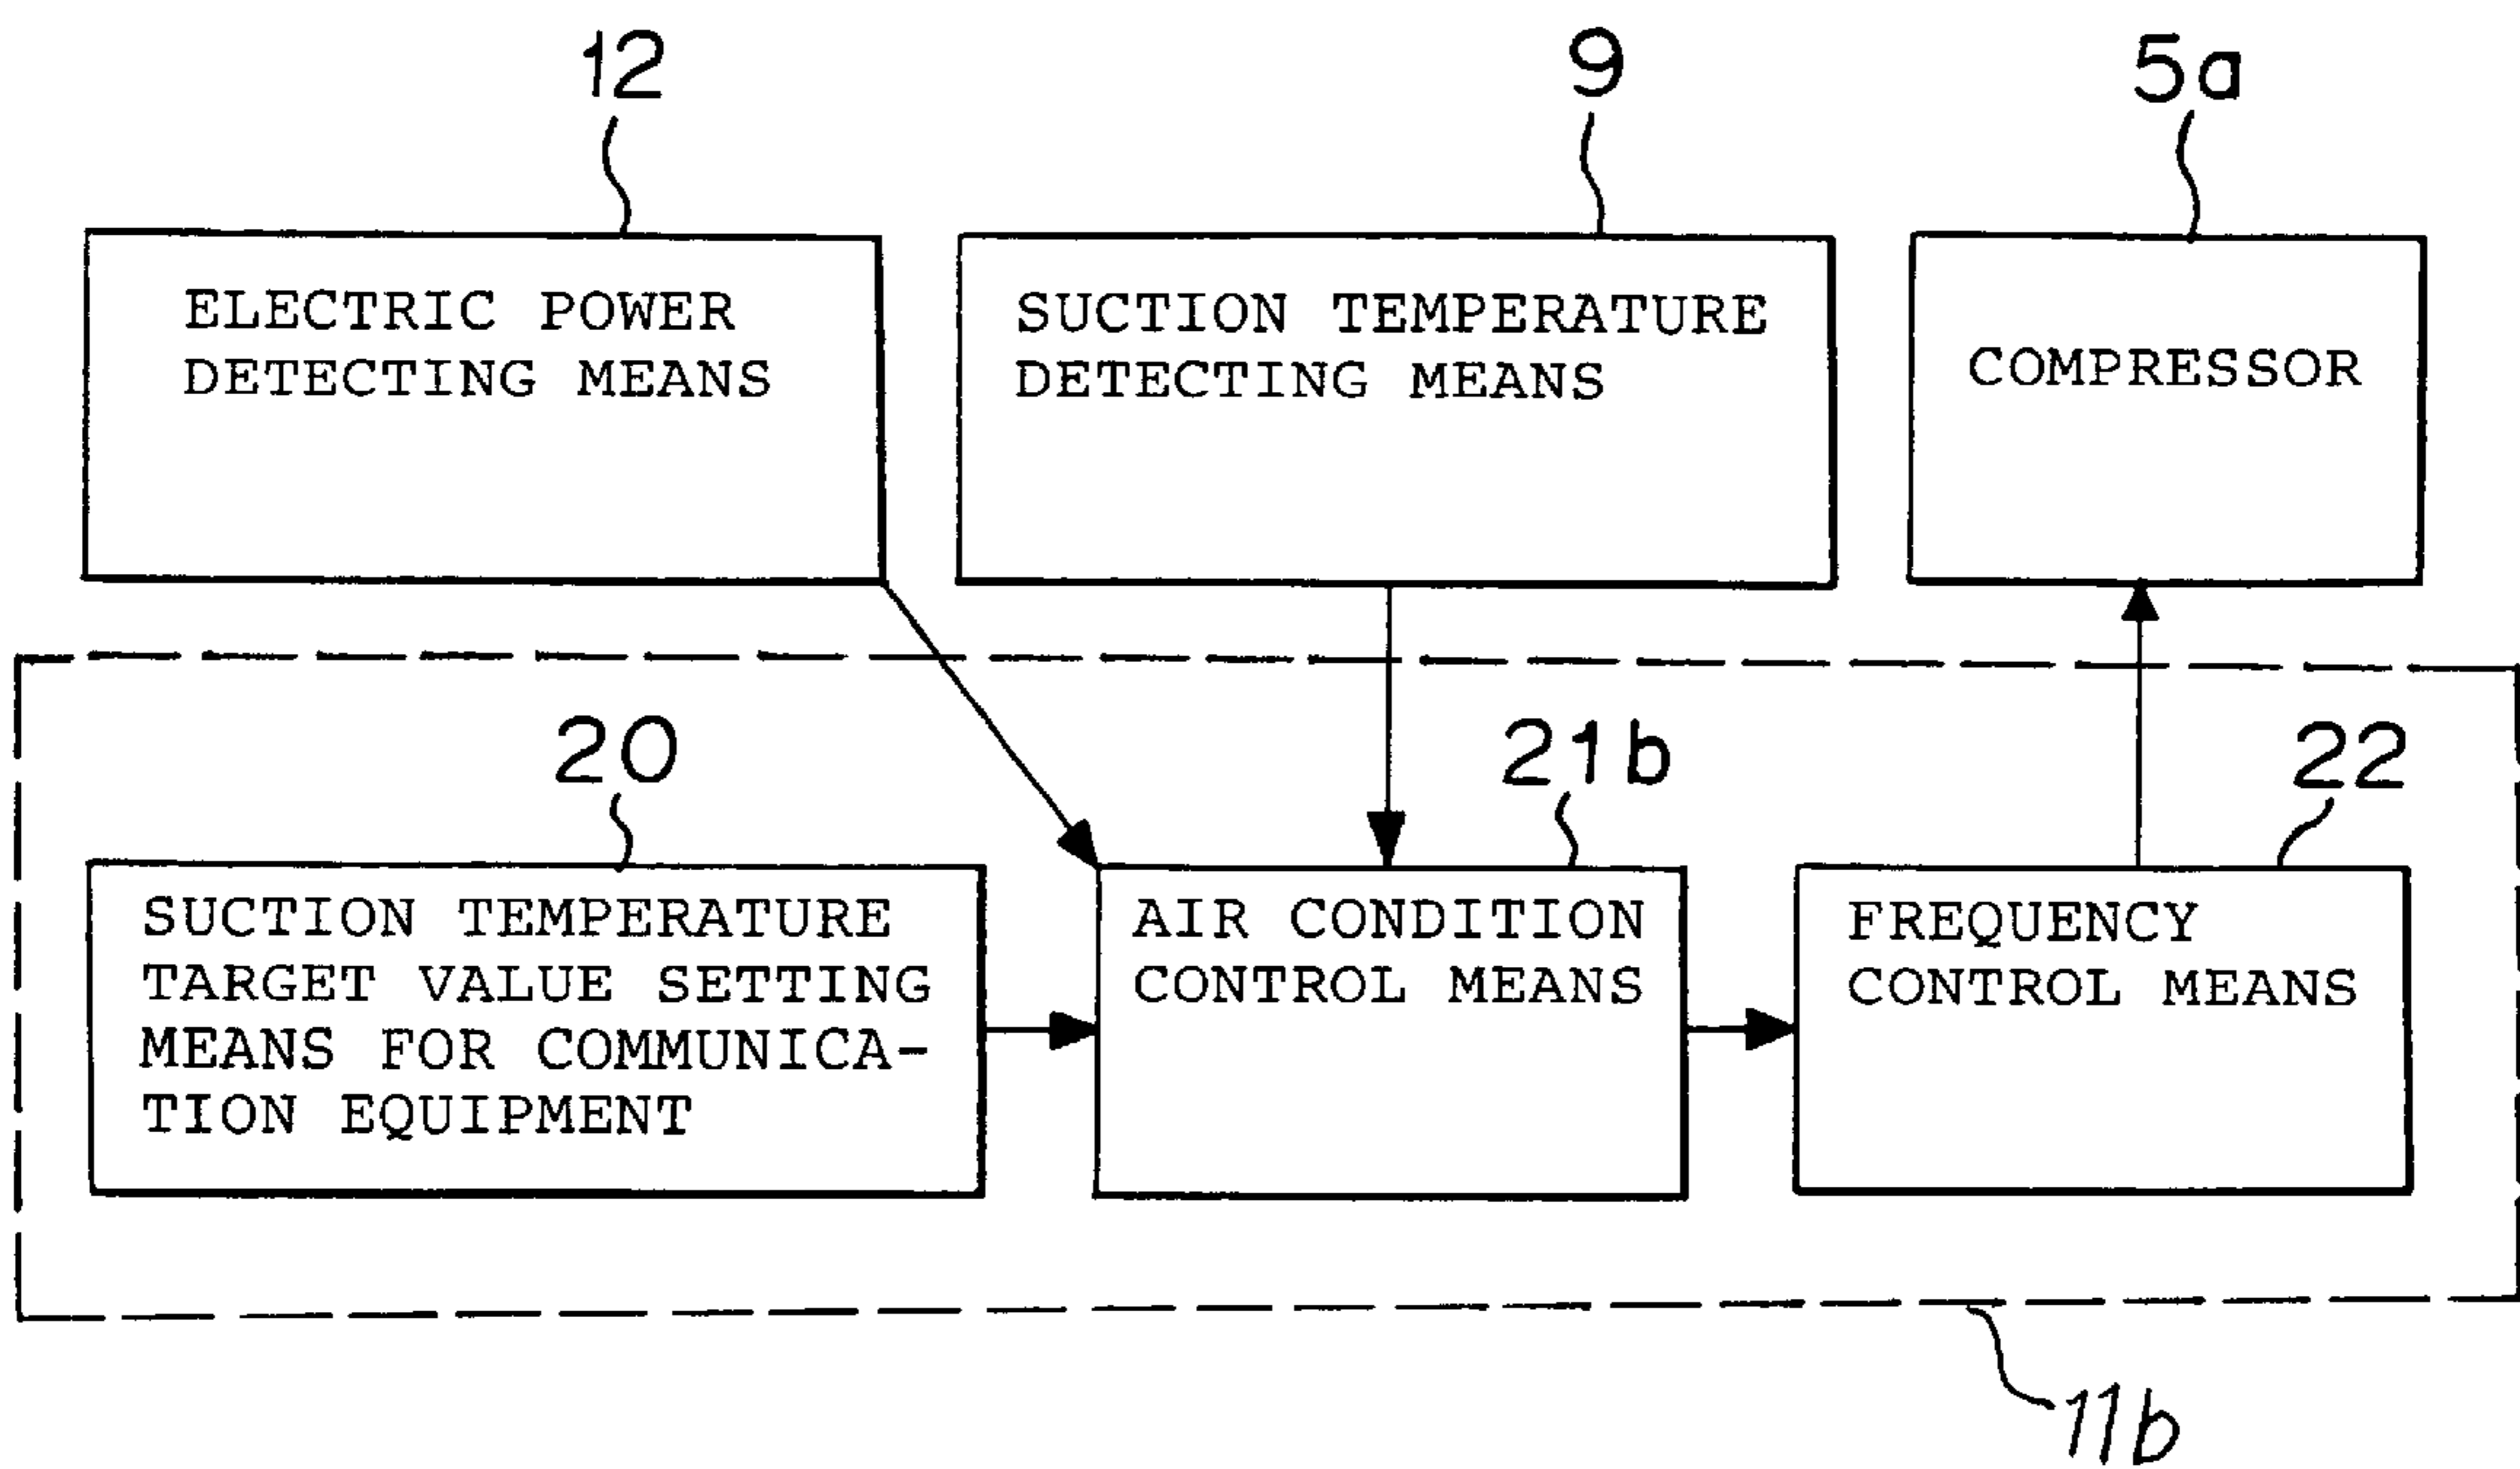 12
9
5a
ELECTRIC POWER
DETECTING MEANS
SUCTION TEMPERATURE
DETECTING MEANS
COMPRESSOR
20
21b
22
SUCTION TEMPERATURE
TARGET VALUE SETTING
MEANS FOR COMMUNICA-
TION EQUIPMENT
AIR CONDITION
CONTROL MEANS
FREQUENCY
CONTROL MEANS
11b